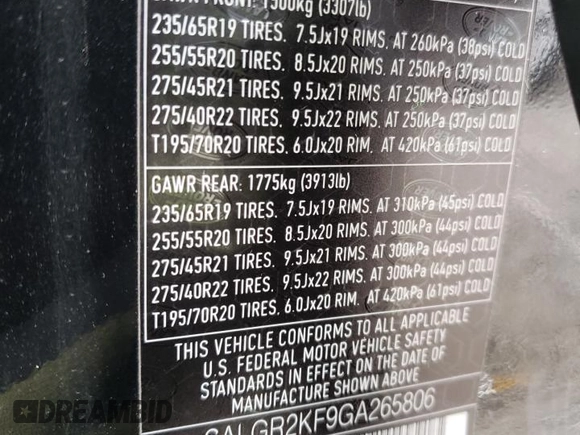 FRONT: 1500kg (3307lb)
235/65R19 TIRES. 7.5Jx19 RIMS. AT 260kPa (38psi) COLD
255/55R20 TIRES. 8.5Jx20 RIMS. AT 250kPa (37psi) COLD
275/45R21 TIRES. 9.5Jx21 RIMS. AT 250kPa (37psi) COLD
275/40R22 TIRES. 9.5Jx22 RIMS. AT 250kPa (37psi) COLD
T195/70R20 TIRES. 6.0Jx20 RIM. AT 420kPa (61psi) COLD
GAWR REAR: 1775kg (3913lb)
235/65R19 TIRES. 7.5Jx19 RIMS. AT 310kPa (45psi) COLD
255/55R20 TIRES. 8.5Jx20 RIMS. AT 300kPa (44psi) COLD
275/45R21 TIRES. 9.5Jx21 RIMS. AT 300kPa (44psi) COLD
275/40R22 TIRES. 9.5Jx22 RIMS. AT 300kPa (44psi) COLD
T195/70R20 TIRES. 6.0Jx20 RIM. AT 420kPa (61psi) COLD
THIS VEHICLE CONFORMS TO ALL APPLICABLE
U.S. FEDERAL MOTOR VEHICLE SAFETY
STANDARDS IN EFFECT ON THE DATE OF
MANUFACTURE SHOWN ABOVE
SALGR2KF9GA265806
DREAMBID